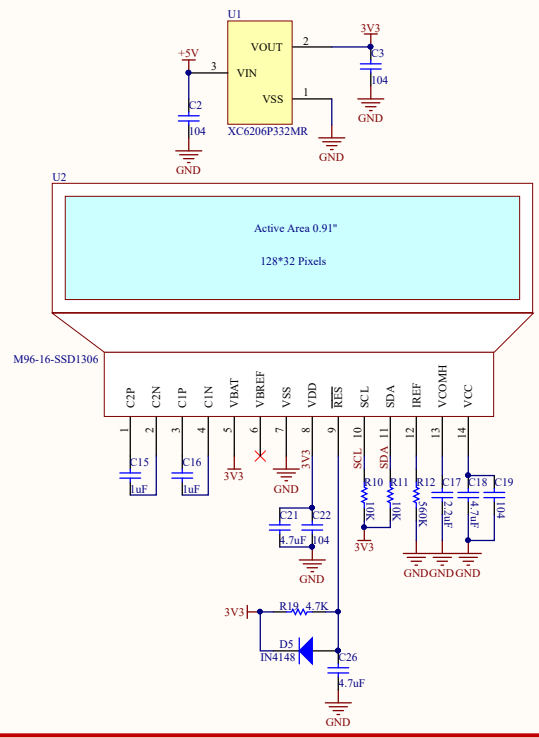 U1
3V3
VOUT
2
+5V
C3
3
VIN
104
VSS
1
C2
104
XC6206P332MR
GND
GND
GND
U2
Active Area 0.91"
128*32 Pixels
M96-16-SSD1306
C2P
C2N
C1P
C1N
VBAT
VBREF
VSS
VDD
RES
SCL
SDA
IREF
VCOMH
VCC
1
2
3
4
5
6
7
8
9
10
11
12
13
14
3V3
SCL
SDA
C15
1uF
C16
1uF
3V3
GND
R10
10K
R11
10K
R12
560K
C17
2.2uF
C18
4.7uF
C19
104
C21
4.7uF
C22
104
3V3
GND
GND
GND
GND
3V3
R19
4.7K
D5
IN4148
C26
4.7uF
GND